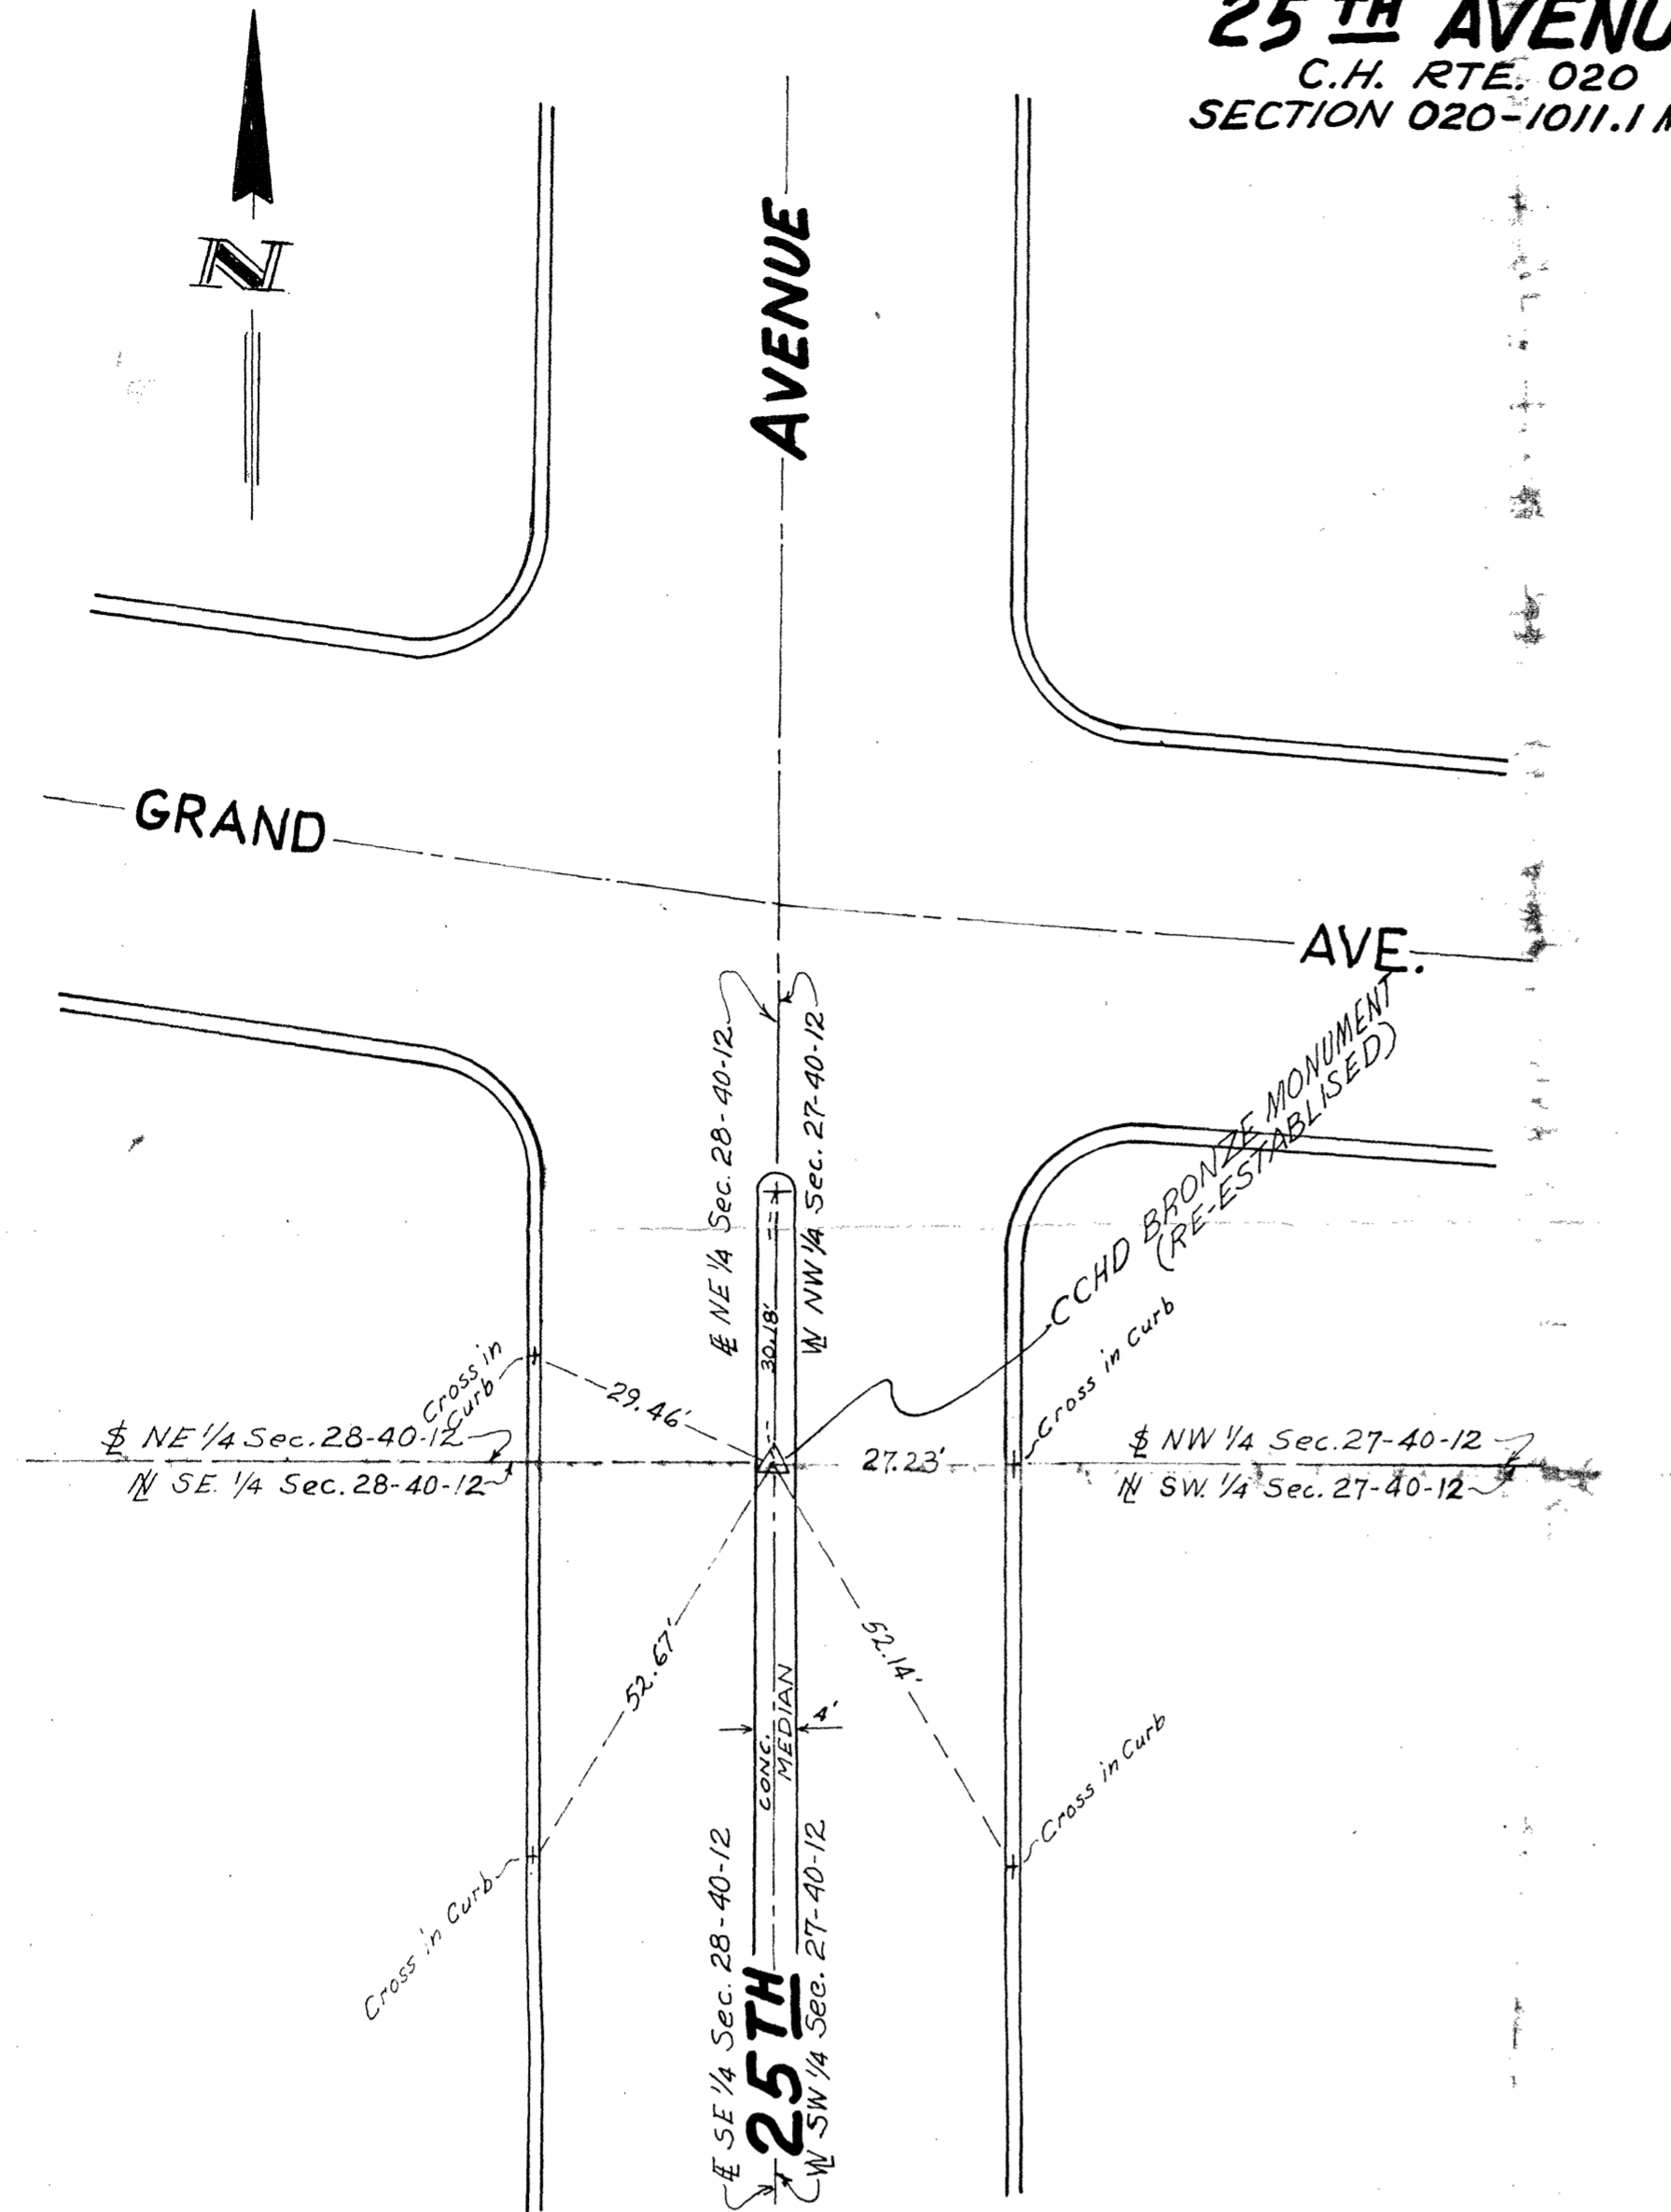 25TH AVENU
C.H. RTE. 020
SECTION 020-1011.1
N
AVENUE
GRAND
AVE.
NE 1/4 Sec. 28-40-12
NW 1/4 Sec. 27-40-12
CCHD BRONZE MONUMENT
(RE-ESTABLISED)
30.18'
Cross in
Curb
29.46'
Cross in Curb
NE 1/4 Sec. 28-40-12
N SE. 1/4 Sec. 28-40-12
27.23'
NW 1/4 Sec. 27-40-12
N SW. 1/4 Sec. 27-40-12
52.67'
52.14'
CONC.
MEDIAN
4'
Cross in Curb
Cross in Curb
SE 1/4 Sec. 28-40-12
25TH
SW 1/4 Sec. 27-40-12